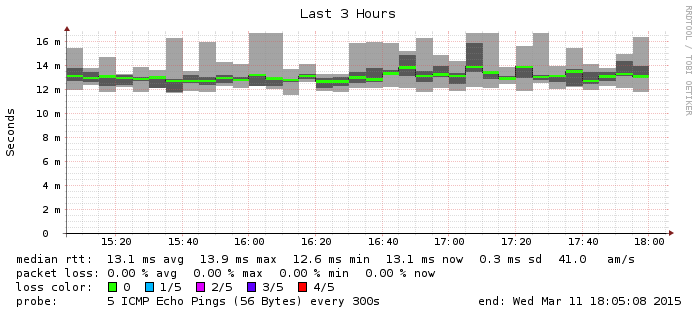 Last 3 Hours
RRDTOOL / TOBI OETIKER
Seconds
16 m
14 m
12 m
10 m
8 m
6 m
4 m
2 m
0
15:20 15:40 16:00 16:20 16:40 17:00 17:20 17:40 18:00
median rtt: 13.1 ms avg 13.9 ms max 12.6 ms min 13.1 ms now 0.3 ms sd 41.0 am/s
packet loss: 0.00 % avg 0.00 % max 0.00 % min 0.00 % now
loss color: 0 1/5 2/5 3/5 4/5
probe: 5 ICMP Echo Pings (56 Bytes) every 300s end: Wed Mar 11 18:05:08 2015